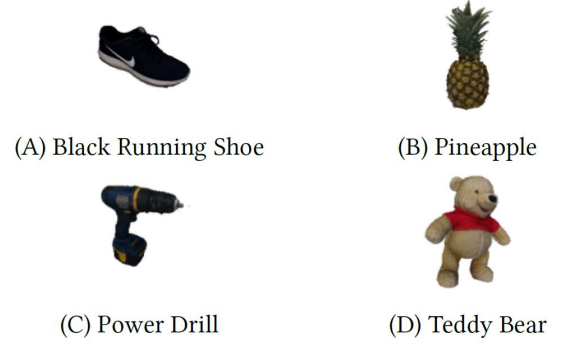 (A) Black Running Shoe
(B) Pineapple
(C) Power Drill
(D) Teddy Bear